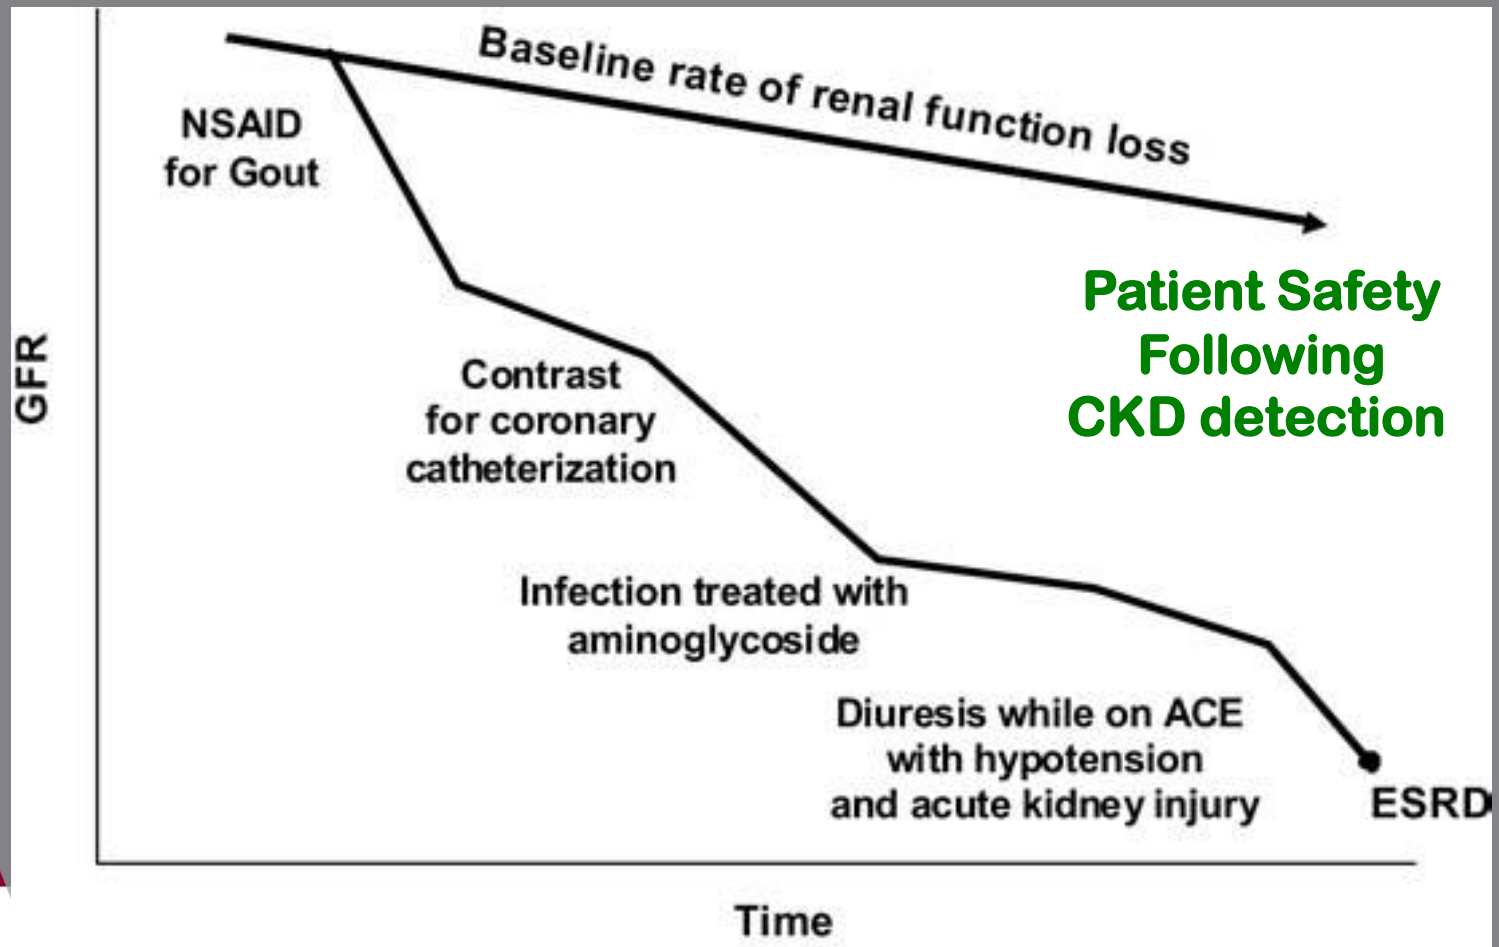 Baseline rate of renal function loss
NSAID
for Gout
Patient Safety
Following
CKD detection
GFR
Contrast
for coronary
catheterization
Infection treated with
aminoglycoside
Diuresis while on ACE
with hypotension
and acute kidney injury
ESRD
Time